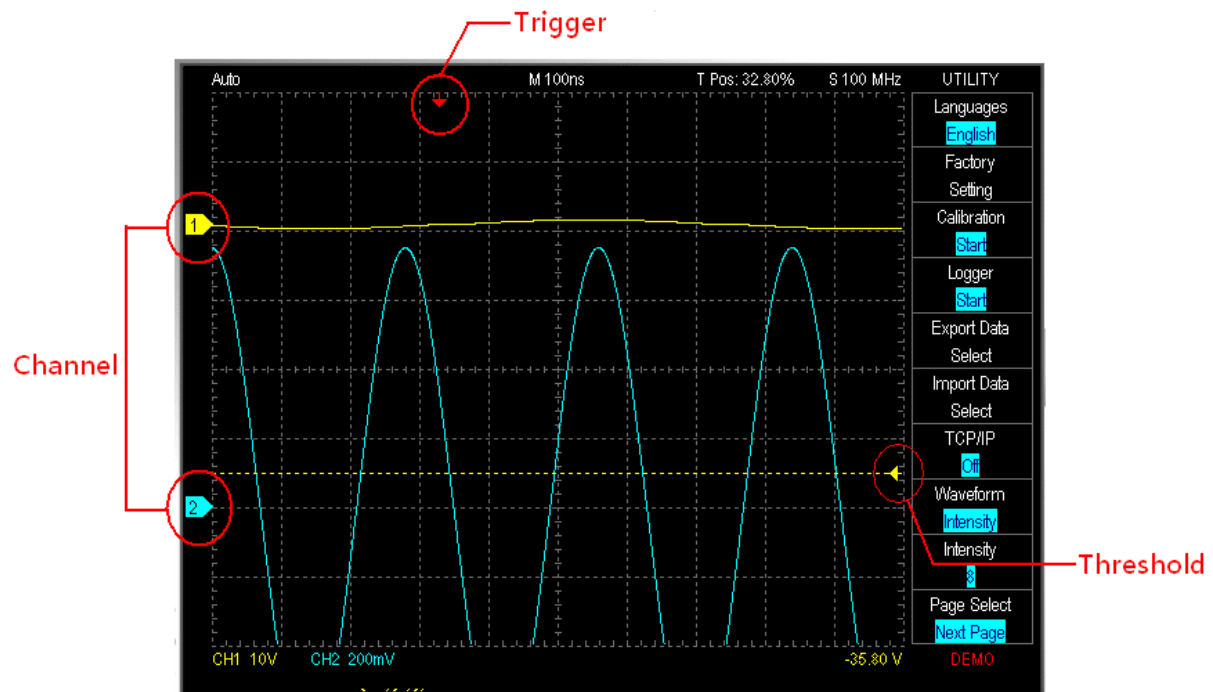 Trigger
Auto M 100ns T Pos: 32.80% S 100 MHz UTILITY
Languages
English
Factory
Setting
1
Calibration
Start
Logger
Start
Export Data
Select
Channel
Import Data
Select
TCP/IP
Off
Waveform
2
Intensity
Intensity
8
Threshold
Page Select
Next Page
CH1 10V CH2 200mV -35.80 V DEMO